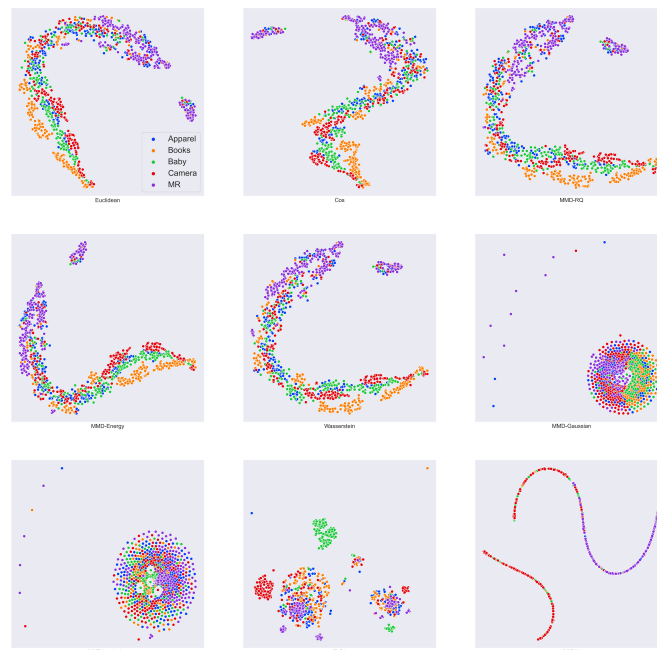 Apparel
Books
Baby
Camera
MR
Euclidean
Cos
MMD-RQ
MMD-Energy
Wasserstein
MMD-Gaussian